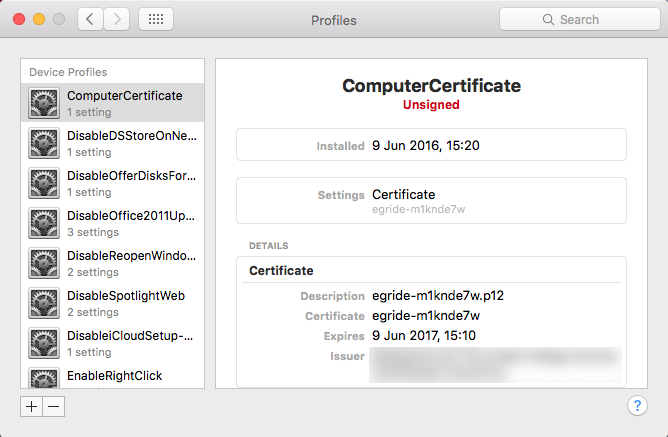 Profiles
Search
Device Profiles
ComputerCertificate
1 setting
DisableDSStoreOnNe...
1 setting
DisableOfferDisksFor...
1 setting
DisableOffice2011Up...
3 settings
DisableReopenWindo...
2 settings
DisableSpotlightWeb
2 settings
DisableiCloudSetup-...
1 setting
EnableRightClick
ComputerCertificate
Unsigned
Installed 9 Jun 2016, 15:20
Settings Certificate
egride-m1knde7w
DETAILS
Certificate
Description egride-m1knde7w.p12
Certificate egride-m1knde7w
Expires 9 Jun 2017, 15:10
Issuer
+ − ?